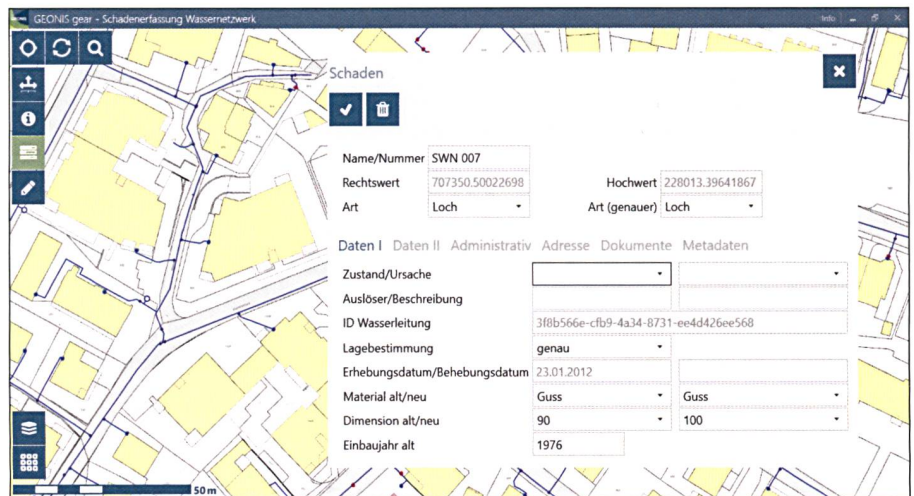 GEONIS gear - Schadenerfassung Wassernetzwerk Info
Schaden
Name/Nummer SWN 007
Rechtswert 707350.50022698 Hochwert 228013.39641867
Art Loch Art (genauer) Loch
Daten I Daten II Administrativ Adresse Dokumente Metadaten
Zustand/Ursache
Auslöser/Beschreibung
ID Wasserleitung 3f8b566e-cfb9-4a34-8731-ee4d426ee568
Lagebestimmung genau
Erhebungsdatum/Behebungsdatum 23.01.2012
Material alt/neu Guss Guss
Dimension alt/neu 90 100
Einbaujahr alt 1976
50 m